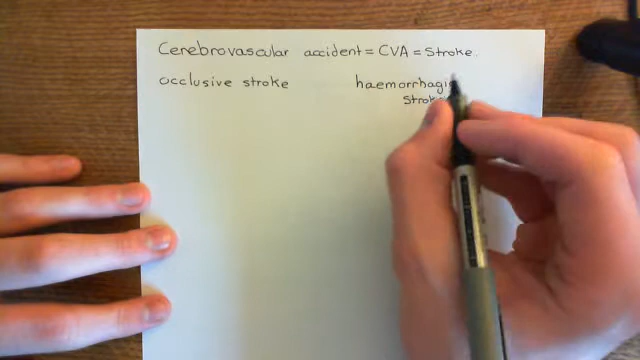 Cerebrovascular accident = CVA = Stroke.
occlusive stroke haemorrhagic
stroke